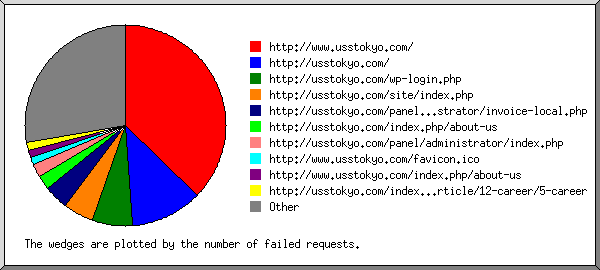 http://www.usstokyo.com/
http://usstokyo.com/
http://usstokyo.com/wp-login.php
http://usstokyo.com/site/index.php
http://usstokyo.com/panel...strator/invoice-local.php
http://usstokyo.com/index.php/about-us
http://usstokyo.com/panel/administrator/index.php
http://www.usstokyo.com/favicon.ico
http://www.usstokyo.com/index.php/about-us
http://usstokyo.com/index...rticle/12-career/5-career
Other
The wedges are plotted by the number of failed requests.